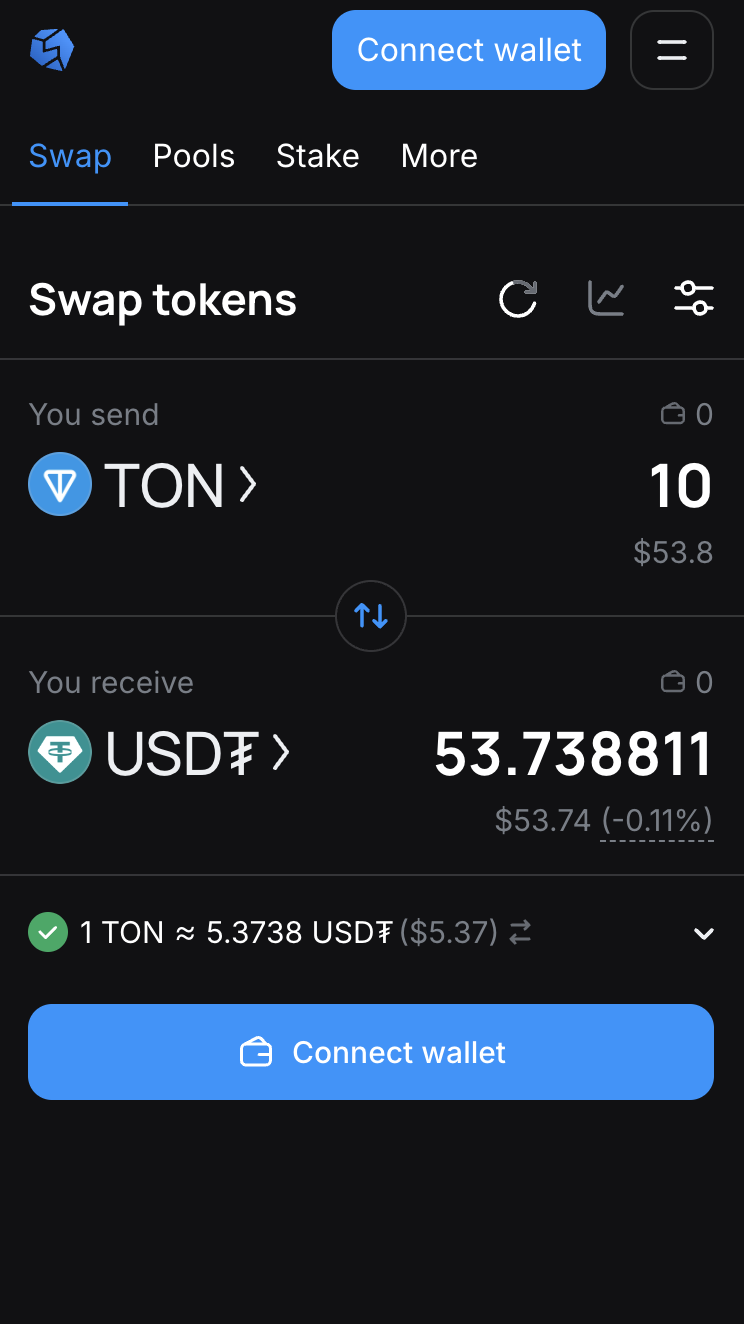 Connect wallet
Swap Pools Stake More
Swap tokens
You send 0
TON 10
$53.8
You receive 0
USD₮ 53.738811
$53.74 (-0.11%)
1 TON ≈ 5.3738 USD₮ ($5.37)
Connect wallet